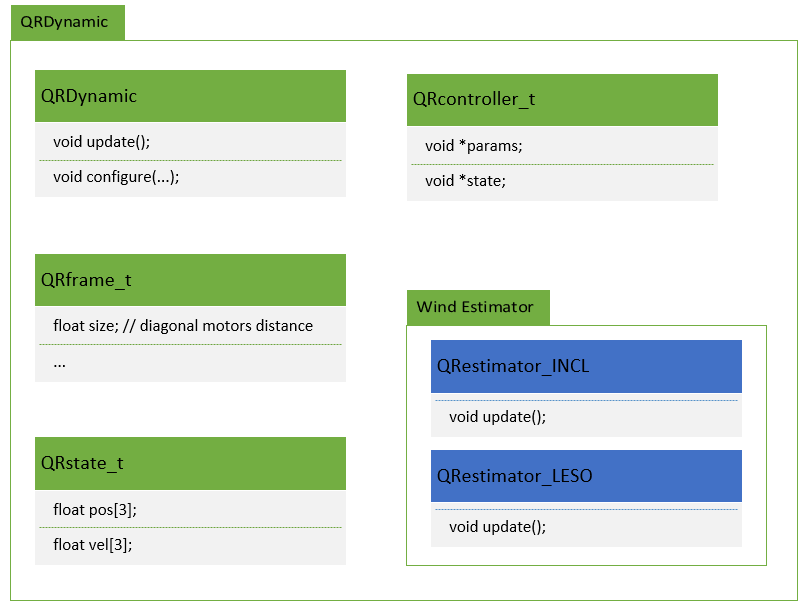 QRDynamic
QRDynamic
void update();
void configure(...);
QRcontroller_t
void *params;
void *state;
QRframe_t
float size; // diagonal motors distance
...
Wind Estimator
QRestimator_INCL
void update();
QRestimator_LESO
void update();
QRstate_t
float pos[3];
float vel[3];